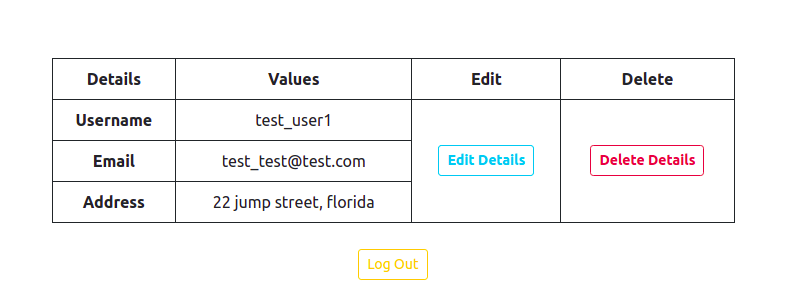 Details Values Edit Delete
Username test_user1
Email test_test@test.com
Edit Details Delete Details
Address 22 jump street, florida
Log Out